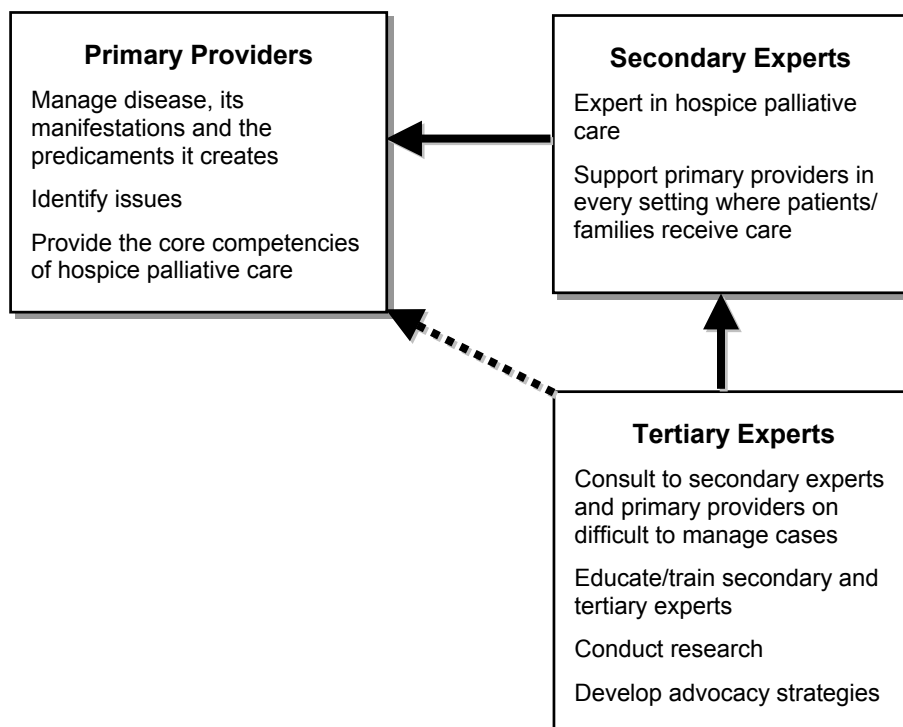 Primary Providers
Manage disease, its
manifestations and the
predicaments it creates
Identify issues
Provide the core competencies
of hospice palliative care
Secondary Experts
Expert in hospice palliative
care
Support primary providers in
every setting where patients/
families receive care
Tertiary Experts
Consult to secondary experts
and primary providers on
difficult to manage cases
Educate/train secondary and
tertiary experts
Conduct research
Develop advocacy strategies